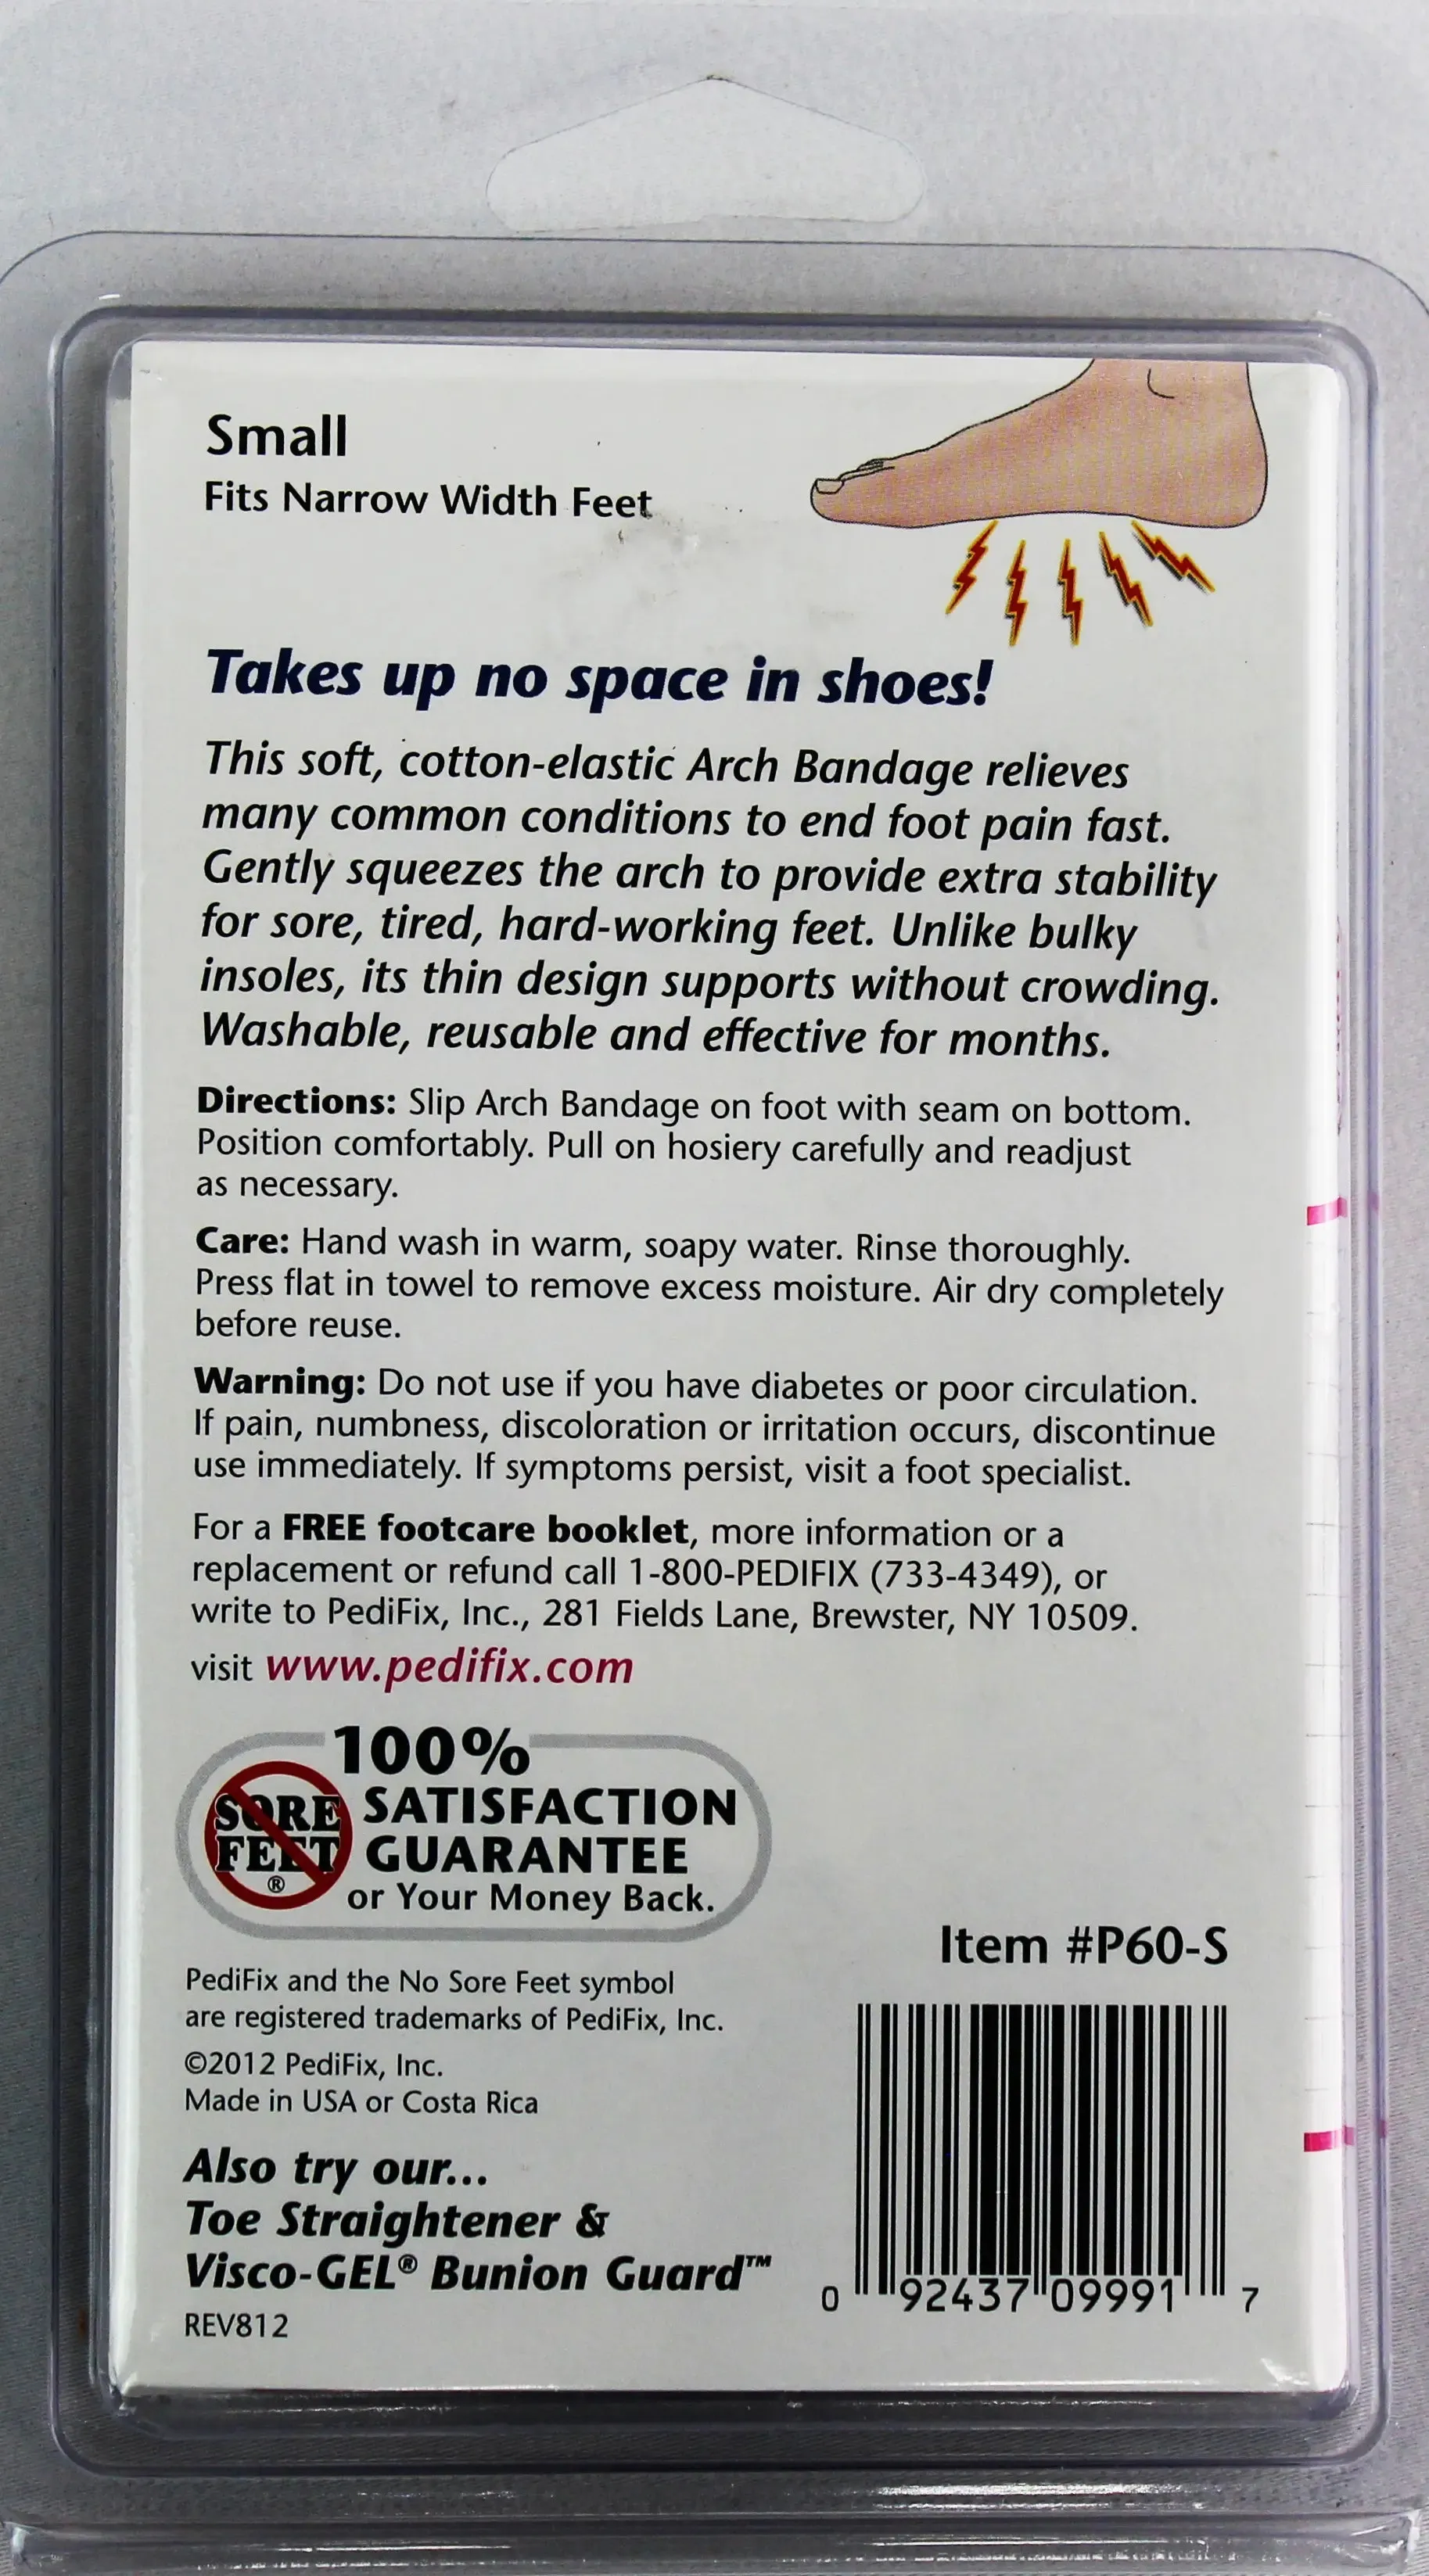 Small
Fits Narrow Width Feet
Takes up no space in shoes!
This soft, cotton-elastic Arch Bandage relieves
many common conditions to end foot pain fast.
Gently squeezes the arch to provide extra stability
for sore, tired, hard-working feet. Unlike bulky
insoles, its thin design supports without crowding.
Washable, reusable and effective for months.
Directions: Slip Arch Bandage on foot with seam on bottom.
Position comfortably. Pull on hosiery carefully and readjust
as necessary.
Care: Hand wash in warm, soapy water. Rinse thoroughly.
Press flat in towel to remove excess moisture. Air dry completely
before reuse.
Warning: Do not use if you have diabetes or poor circulation.
If pain, numbness, discoloration or irritation occurs, discontinue
use immediately. If symptoms persist, visit a foot specialist.
For a FREE footcare booklet, more information or a
replacement or refund call 1-800-PEDIFIX (733-4349), or
write to PediFix, Inc., 281 Fields Lane, Brewster, NY 10509.
visit www.pedifix.com
100%
SATISFACTION
GUARANTEE
or Your Money Back.
SORE
FEET
®
Item #P60-S
PediFix and the No Sore Feet symbol
are registered trademarks of PediFix, Inc.
©2012 PediFix, Inc.
Made in USA or Costa Rica
Also try our...
Toe Straightener &
Visco-GEL® Bunion Guard™
REV812
0 92437 09991 7